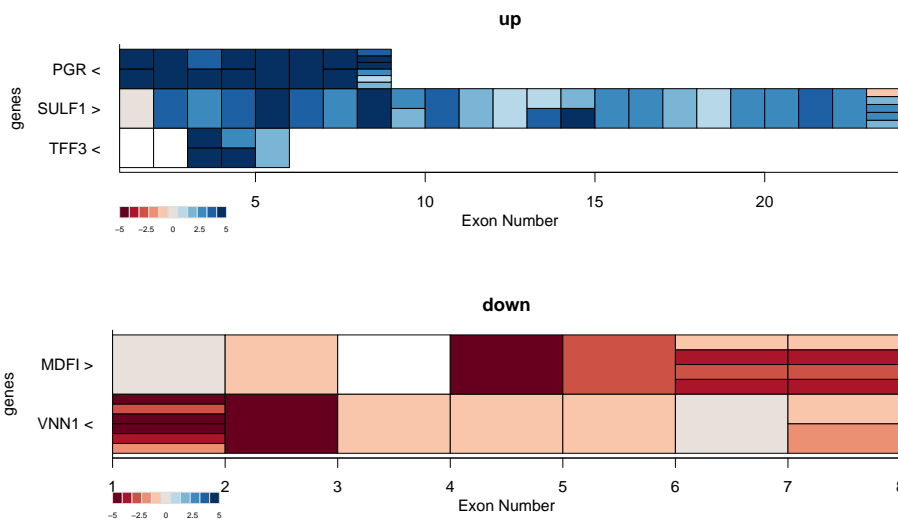 up
genes
PGR <
SULF1 >
TFF3 <
5 10 15 20
Exon Number
−5 −2.5 0 2.5 5
down
genes
MDFI >
VNN1 <
1 2 3 4 5 6 7 8
Exon Number
−5 −2.5 0 2.5 5